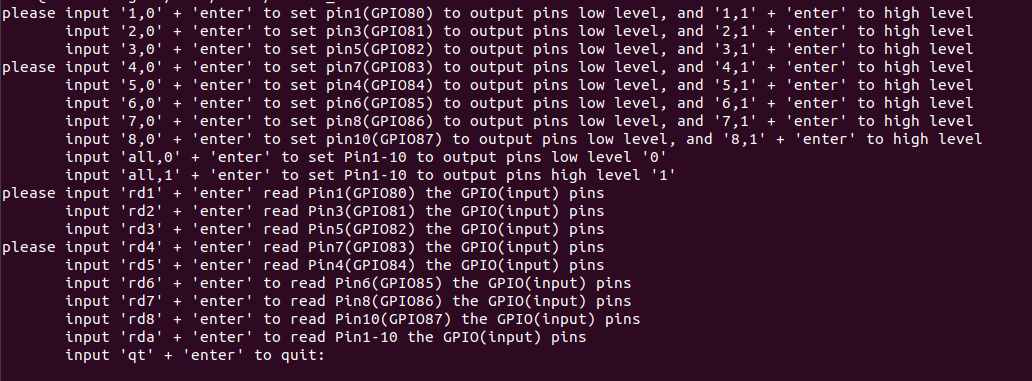 please input '1,0' + 'enter' to set pin1(GPIO80) to output pins low level, and '1,1' + 'enter' to high level
input '2,0' + 'enter' to set pin3(GPIO81) to output pins low level, and '2,1' + 'enter' to high level
input '3,0' + 'enter' to set pin5(GPIO82) to output pins low level, and '3,1' + 'enter' to high level
please input '4,0' + 'enter' to set pin7(GPIO83) to output pins low level, and '4,1' + 'enter' to high level
input '5,0' + 'enter' to set pin4(GPIO84) to output pins low level, and '5,1' + 'enter' to high level
input '6,0' + 'enter' to set pin6(GPIO85) to output pins low level, and '6,1' + 'enter' to high level
input '7,0' + 'enter' to set pin8(GPIO86) to output pins low level, and '7,1' + 'enter' to high level
input '8,0' + 'enter' to set pin10(GPIO87) to output pins low level, and '8,1' + 'enter' to high level
input 'all,0' + 'enter' to set Pin1-10 to output pins low level '0'
input 'all,1' + 'enter' to set Pin1-10 to output pins high level '1'
please input 'rd1' + 'enter' read Pin1(GPIO80) the GPIO(input) pins
input 'rd2' + 'enter' read Pin3(GPIO81) the GPIO(input) pins
input 'rd3' + 'enter' read Pin5(GPIO82) the GPIO(input) pins
please input 'rd4' + 'enter' read Pin7(GPIO83) the GPIO(input) pins
input 'rd5' + 'enter' read Pin4(GPIO84) the GPIO(input) pins
input 'rd6' + 'enter' to read Pin6(GPIO85) the GPIO(input) pins
input 'rd7' + 'enter' to read Pin8(GPIO86) the GPIO(input) pins
input 'rd8' + 'enter' to read Pin10(GPIO87) the GPIO(input) pins
input 'rda' + 'enter' to read Pin1-10 the GPIO(input) pins
input 'qt' + 'enter' to quit: